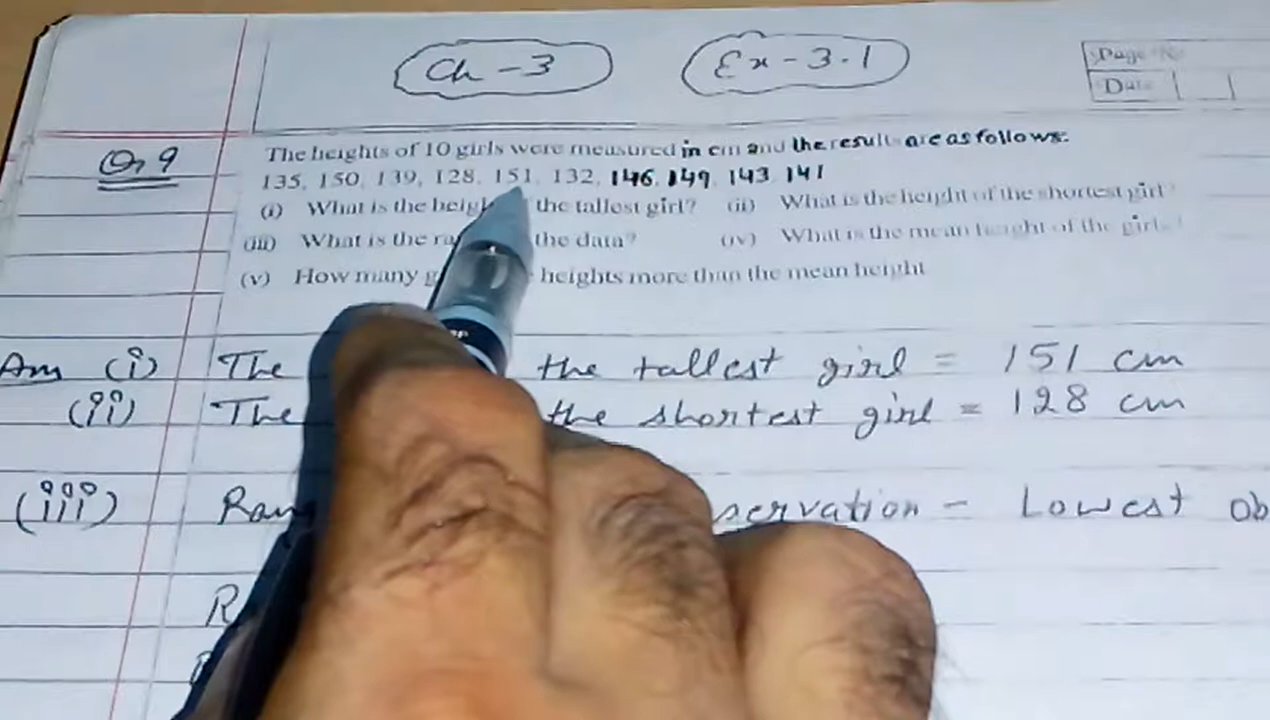 Ch - 3
Ex - 3.1
Page No
Date
Q.9
The heights of 10 girls were measured in cm and the results are as follows:
135, 150, 139, 128, 151, 132, 146, 149, 143, 141
(i) What is the the tallest girl? (ii) What is the height of the shortest girl?
(iii) What is the the data? (iv) What is the mean height of the girls?
(v) How many heights more than the mean height
Ans (i) The the tallest girl = 151 cm
(ii) The the shortest girl = 128 cm
(iii) - Lowest